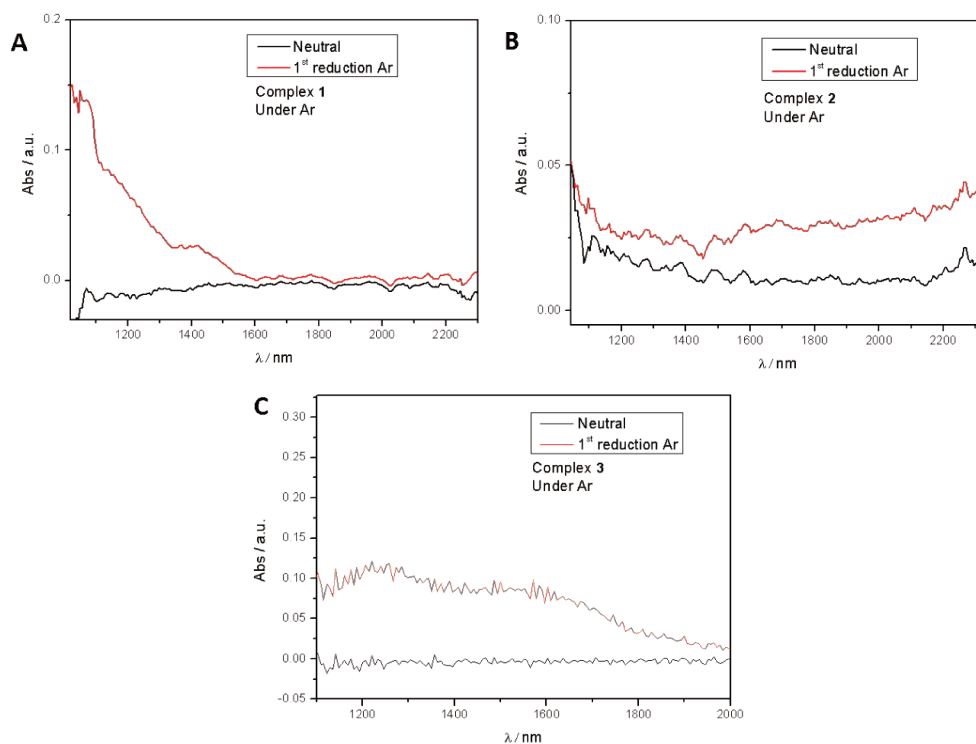 A
0.2
0.1
0.0
Abs / a.u.
Neutral
1st reduction Ar
Complex 1
Under Ar
1200 1400 1600 1800 2000 2200
λ / nm
B
0.10
0.05
0.00
Abs / a.u.
Neutral
1st reduction Ar
Complex 2
Under Ar
1200 1400 1600 1800 2000 2200
λ / nm
C
0.30
0.25
0.20
0.15
0.10
0.05
0.00
-0.05
Abs / a.u.
Neutral
1st reduction Ar
Complex 3
Under Ar
1200 1400 1600 1800 2000
λ / nm